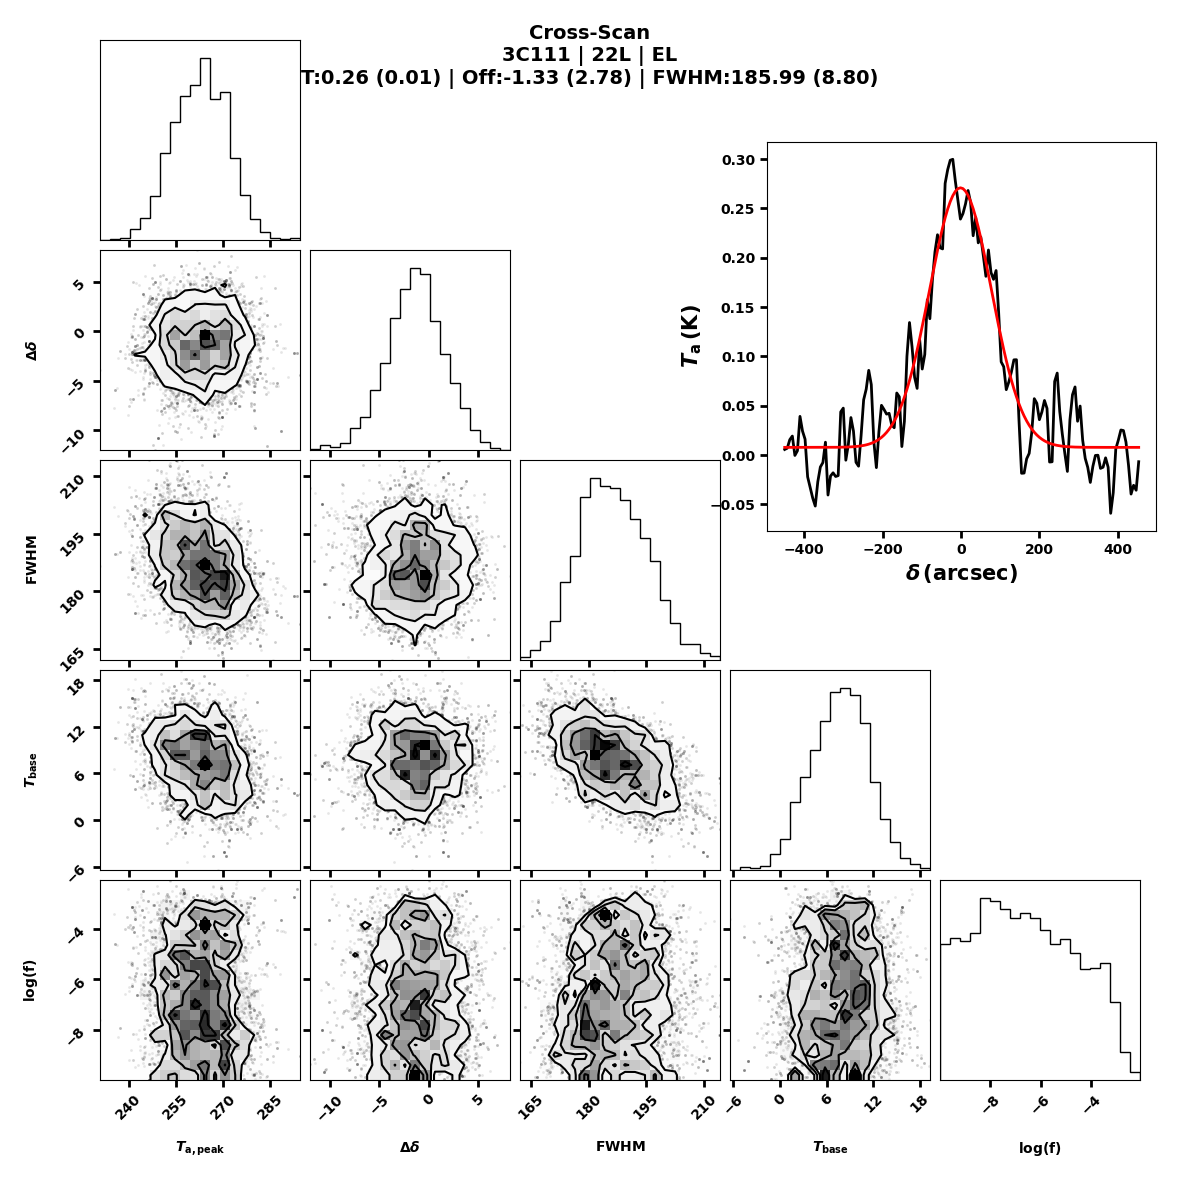 Cross-Scan
3C111 | 22L | EL
T:0.26 (0.01) | Off:-1.33 (2.78) | FWHM:185.99 (8.80)
0.30
0.25
0.20
0.15
0.10
0.05
0.00
−0.05
Ta (K)
−400 −200 0 200 400
δ (arcsec)
5
0
−5
−10
Δδ
210
195
180
165
FWHM
18
12
6
0
−6
Tbase
−4
−6
−8
log(f)
240 255 270 285
−10 −5 0 5
165 180 195 210
−6 0 6 12 18
−8 −6 −4
Ta,peak
Δδ
FWHM
Tbase
log(f)